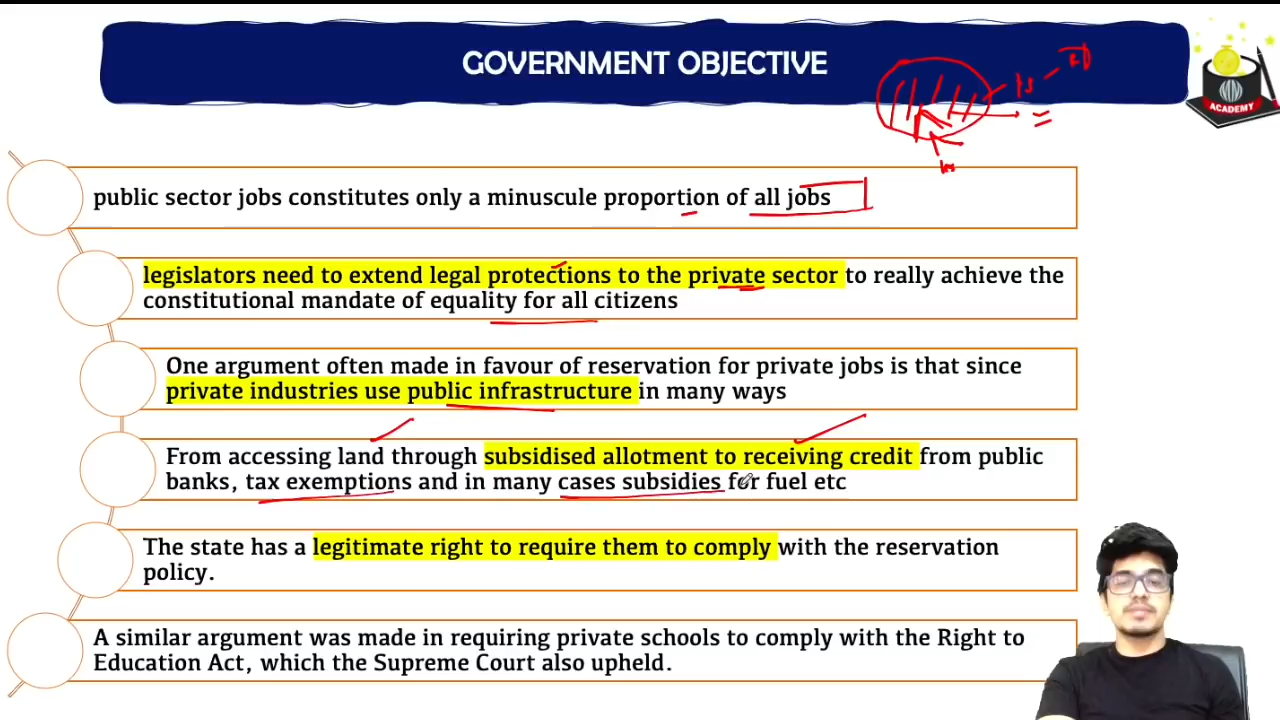 GOVERNMENT OBJECTIVE
ACADEMY
public sector jobs constitutes only a minuscule proportion of all jobs
legislators need to extend legal protections to the private sector to really achieve the
constitutional mandate of equality for all citizens
One argument often made in favour of reservation for private jobs is that since
private industries use public infrastructure in many ways
From accessing land through subsidised allotment to receiving credit from public
banks, tax exemptions and in many cases subsidies for fuel etc
The state has a legitimate right to require them to comply with the reservation
policy.
A similar argument was made in requiring private schools to comply with the Right to
Education Act, which the Supreme Court also upheld.